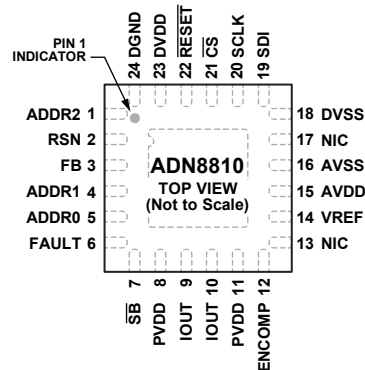 PIN 1
INDICATOR
24 DGND
23 DVDD
22 RESET
21 CS
20 SCLK
19 SDI
ADDR2 1
RSN 2
FB 3
ADDR1 4
ADDR0 5
FAULT 6
ADN8810
TOP VIEW
(Not to Scale)
18 DVSS
17 NIC
16 AVSS
15 AVDD
14 VREF
13 NIC
SB 7
PVDD 8
IOUT 9
IOUT 10
PVDD 11
ENCOMP 12